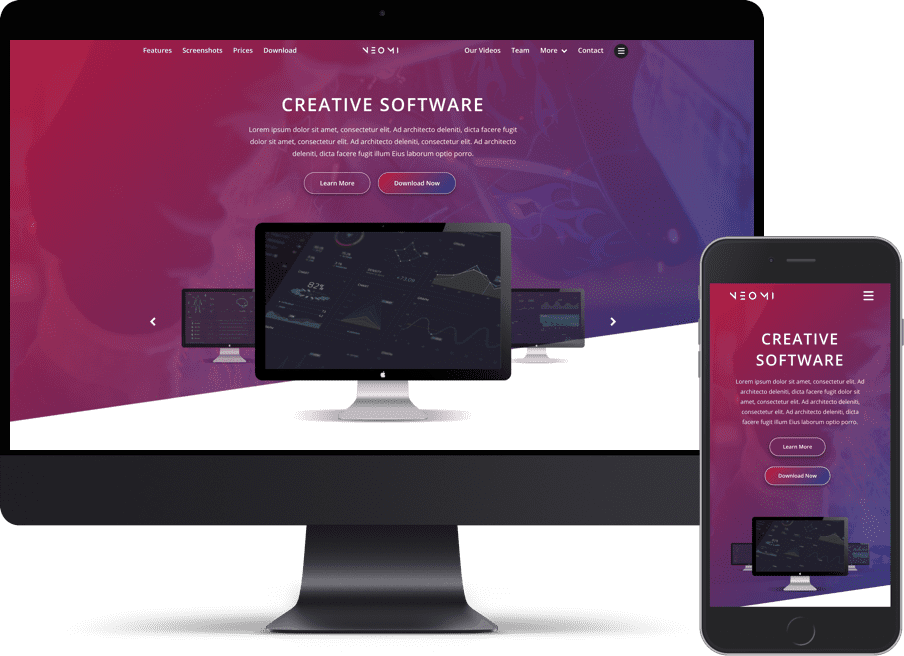 Features Screenshots Prices Download NEOMI Our Videos Team More Contact
CREATIVE SOFTWARE
Lorem ipsum dolor sit amet, consectetur elit. Ad architecto deleniti, dicta facere fugit
dolor sit amet, consectetur elit. Ad architecto deleniti, consectetur elit. Ad architecto
deleniti, dicta facere fugit illum Eius laborum optio porro.
Learn More Download Now
82%
NEOMI
CREATIVE
SOFTWARE
Lorem ipsum dolor sit amet, consectetur elit. Ad
architecto deleniti, dicta facere fugit dolor sit
amet, consectetur elit. Ad architecto deleniti,
consectetur elit. Ad architecto deleniti, dicta
facere fugit illum Eius laborum optio porro.
Learn More
Download Now